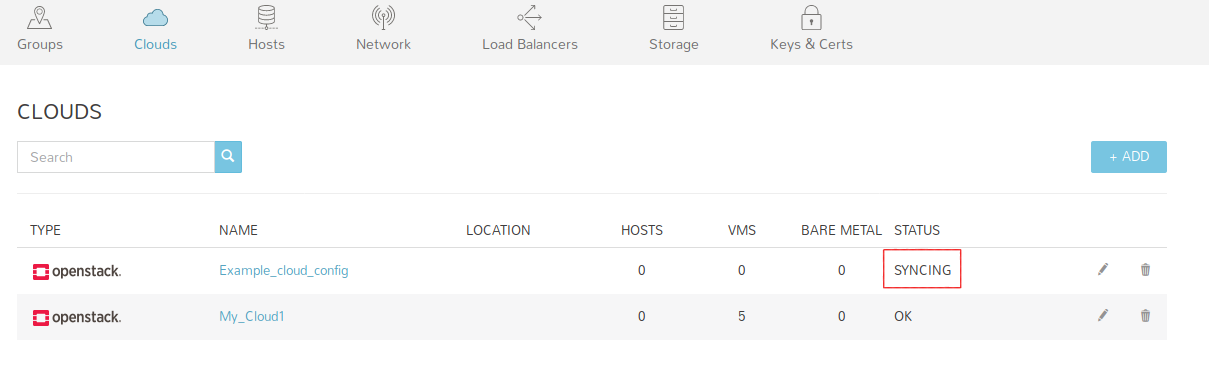 Groups Clouds Hosts Network Load Balancers Storage Keys & Certs
CLOUDS
Search
+ ADD
TYPE NAME LOCATION HOSTS VMS BARE METAL STATUS
openstack. Example_cloud_config 0 0 0 SYNCING
openstack. My_Cloud1 0 5 0 OK